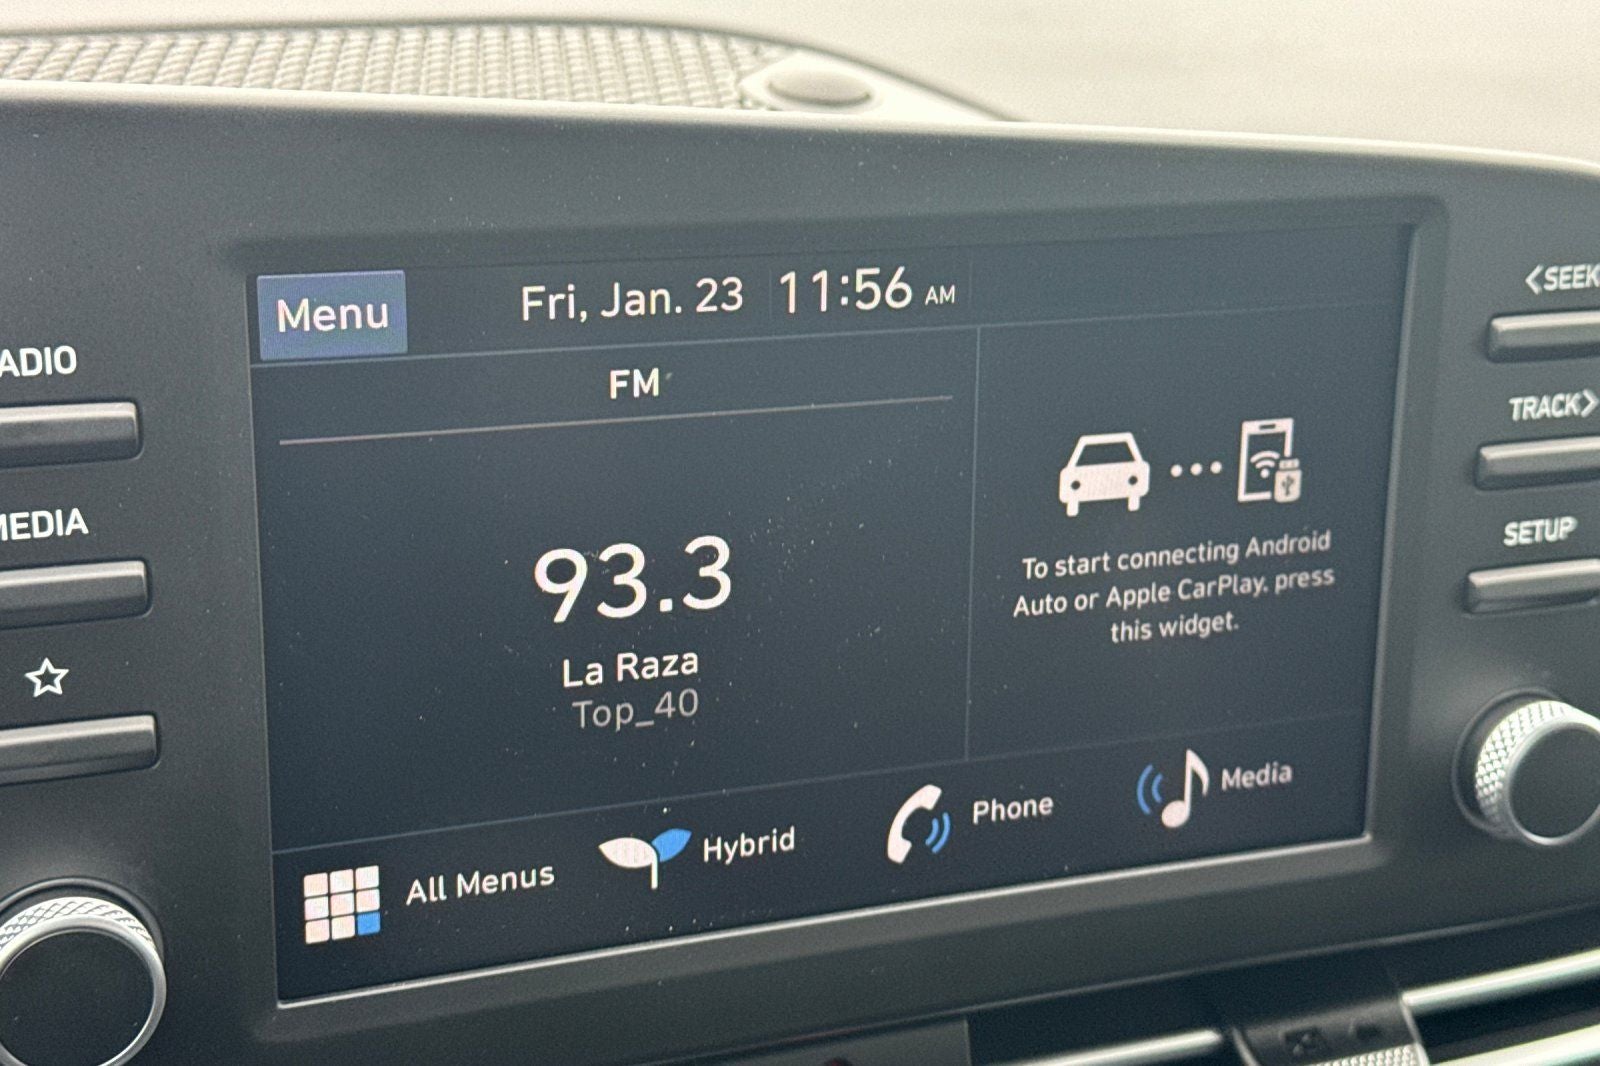 Menu
Fri, Jan. 23 11:56 AM
FM
93.3
La Raza
Top_40
To start connecting Android
Auto or Apple CarPlay. press
this widget.
All Menus
Hybrid
Phone
Media
ADIO
MEDIA
<SEEK
TRACK>
SETUP